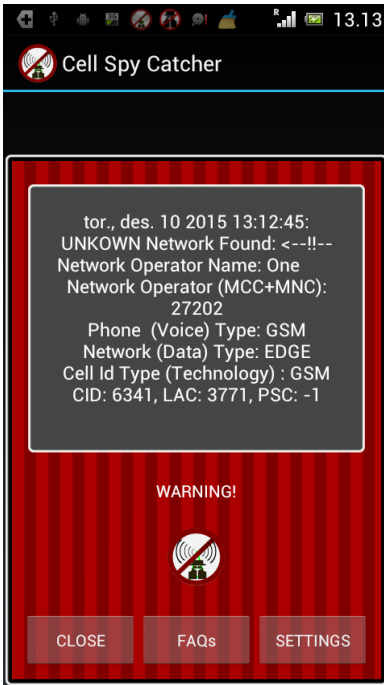 R
13.13
Cell Spy Catcher
tor., des. 10 2015 13:12:45:
UNKOWN Network Found: <--!!--
Network Operator Name: One
Network Operator (MCC+MNC):
27202
Phone (Voice) Type: GSM
Network (Data) Type: EDGE
Cell Id Type (Technology) : GSM
CID: 6341, LAC: 3771, PSC: -1
WARNING!
CLOSE
FAQs
SETTINGS